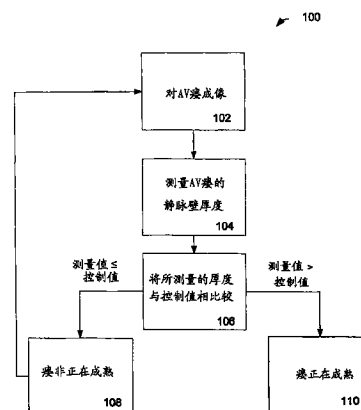 100
对AV瘘成像
102
测量AV瘘的
静脉壁厚度
104
测量值≤
控制值
测量值>
控制值
将所测量的厚度
与控制值相比较
106
瘘非正在成熟
108
瘘正在成熟
110